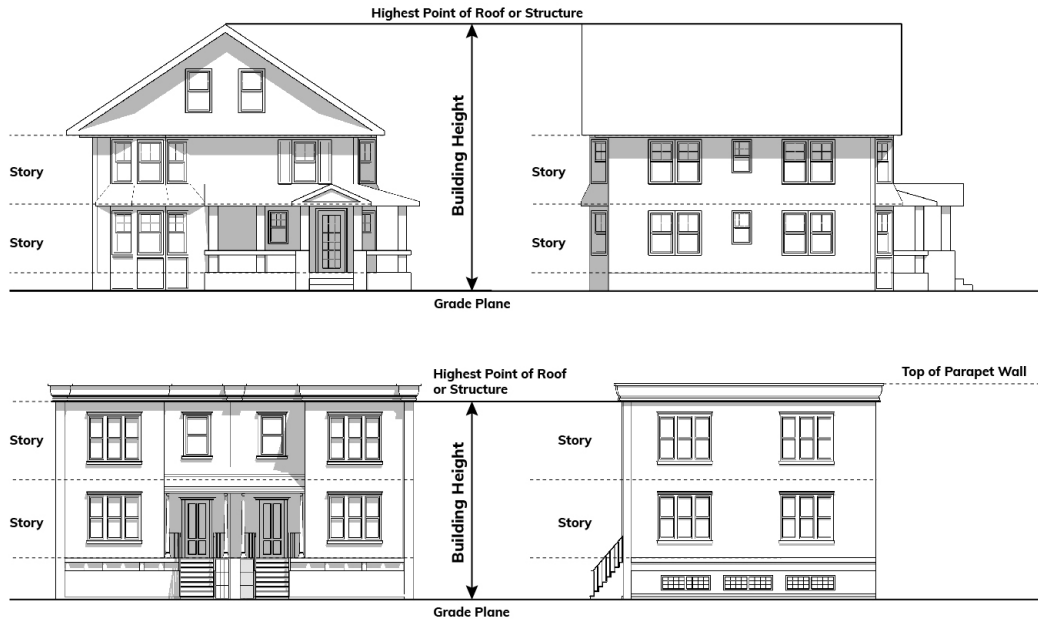 Highest Point of Roof or Structure
Building Height
Story
Story
Story
Story
Grade Plane
Highest Point of Roof
or Structure
Top of Parapet Wall
Building Height
Story
Story
Story
Story
Grade Plane